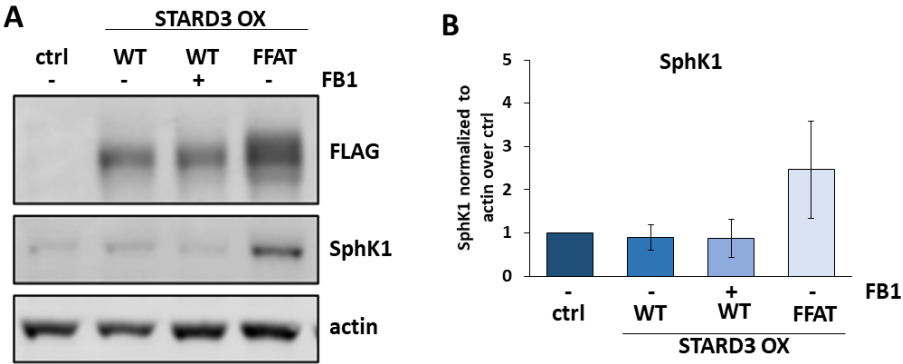 A
STARD3 OX
ctrl WT WT FFAT
- - + - FB1
FLAG
SphK1
actin
B
SphK1
SphK1 normalized to
actin over ctrl
5
4
3
2
1
0
- - + - FB1
ctrl WT WT FFAT
STARD3 OX